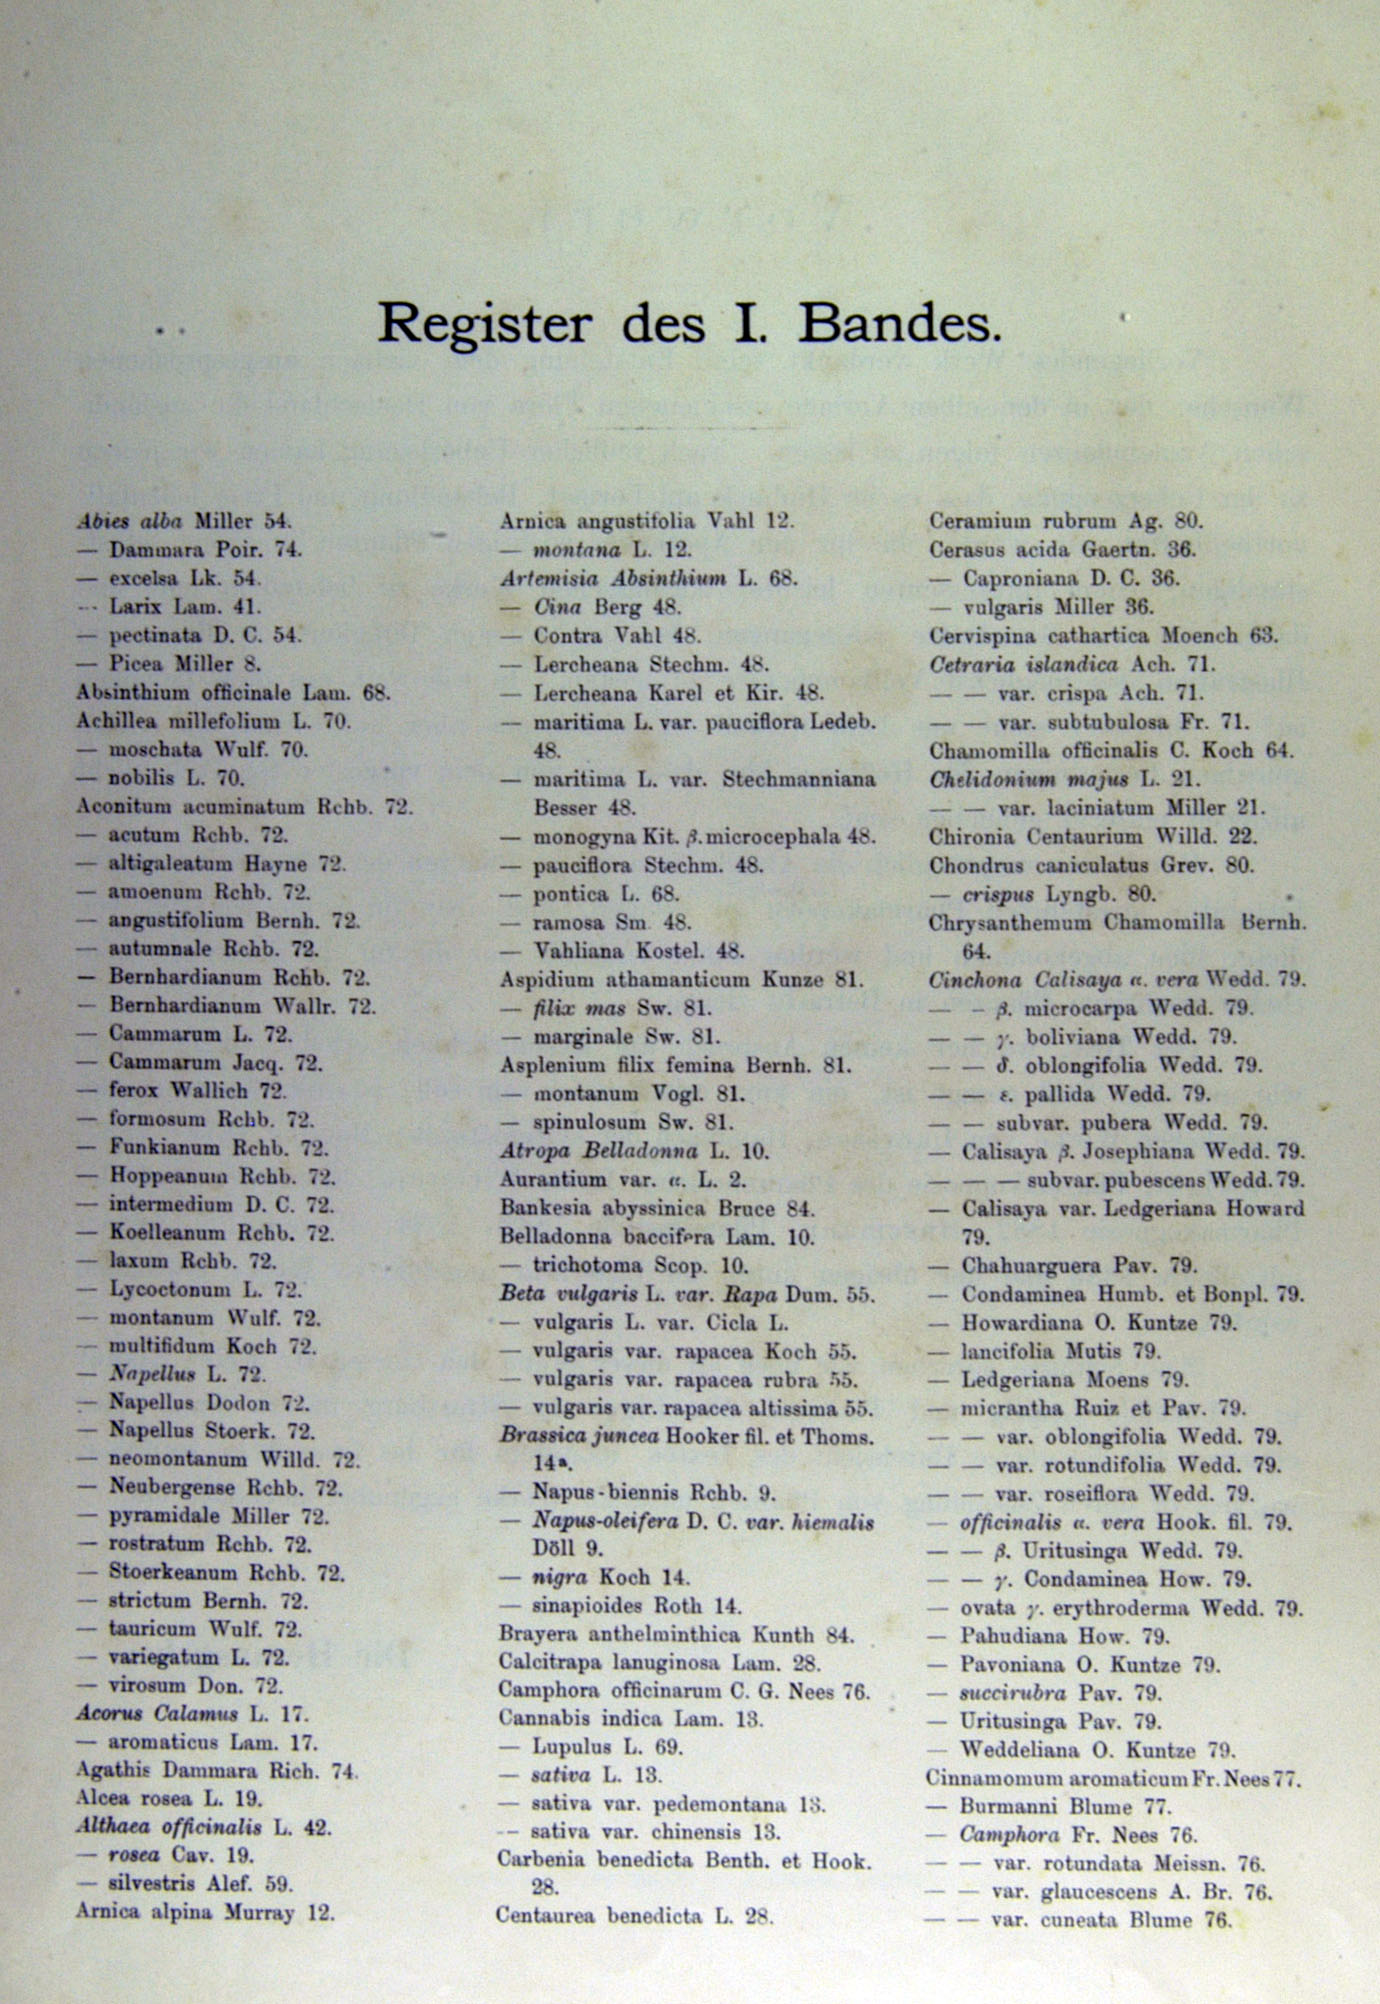 Register des I. Bandes.
Abies alba Miller 54.
— Dammara Poir. 74.
— excelsa Lk. 54.
— Larix Lam. 41.
— pectinata D. C. 54.
— Picea Miller 8.
Absinthium officinale Lam. 68.
Achillea millefolium L. 70.
— moschata Wulf. 70.
— nobilis L. 70.
Aconitum acuminatum Rchb. 72.
— acutum Rchb. 72.
— altigaleatum Hayne 72.
— amoenum Rchb. 72.
— angustifolium Bernh. 72.
— autumnale Rchb. 72.
— Bernhardianum Rchb. 72.
— Bernhardianum Wallr. 72.
— Cammarum L. 72.
— Cammarum Jacq. 72.
— ferox Wallich 72.
— formosum Rchb. 72.
— Funkianum Rchb. 72.
— Hoppeanum Rchb. 72.
— intermedium D. C. 72.
— Koelleanum Rchb. 72.
— laxum Rchb. 72.
— Lycoctonum L. 72.
— montanum Wulf. 72.
— multifidum Koch 72.
— Napellus L. 72.
— Napellus Dodon 72.
— Napellus Stoerk. 72.
— neomontanum Willd. 72.
— Neubergense Rchb. 72.
— pyramidale Miller 72.
— rostratum Rchb. 72.
— Stoerkeanum Rchb. 72.
— strictum Bernh. 72.
— tauricum Wulf. 72.
— variegatum L. 72.
— virosum Don. 72.
Acorus Calamus L. 17.
— aromaticus Lam. 17.
Agathis Dammara Rich. 74.
Alcea rosea L. 19.
Althaea officinalis L. 42.
— rosea Cav. 19.
— silvestris Alef. 59.
Arnica alpina Murray 12.
Arnica angustifolia Vahl 12.
— montana L. 12.
Artemisia Absinthium L. 68.
— Cina Berg 48.
— Contra Vahl 48.
— Lercheana Stechm. 48.
— Lercheana Karel et Kir. 48.
— maritima L. var. pauciflora Ledeb.
48.
— maritima L. var. Stechmanniana
Besser 48.
— monogyna Kit. β. microcephala 48.
— pauciflora Stechm. 48.
— pontica L. 68.
— ramosa Sm. 48.
— Vahliana Kostel. 48.
Aspidium athamanticum Kunze 81.
— filix mas Sw. 81.
— marginale Sw. 81.
Asplenium filix femina Bernh. 81.
— montanum Vogl. 81.
— spinulosum Sw. 81.
Atropa Belladonna L. 10.
Aurantium var. α. L. 2.
Bankesia abyssinica Bruce 84.
Belladonna baccifera Lam. 10.
— trichotoma Scop. 10.
Beta vulgaris L. var. Rapa Dum. 55.
— vulgaris L. var. Cicla L.
— vulgaris var. rapacea Koch 55.
— vulgaris var. rapacea rubra 55.
— vulgaris var. rapacea altissima 55.
Brassica juncea Hooker fil. et Thoms.
14ª.
— Napus-biennis Rchb. 9.
— Napus-oleifera D. C. var. hiemalis
Döll 9.
— nigra Koch 14.
— sinapioides Roth 14.
Brayera anthelminthica Kunth 84.
Calcitrapa lanuginosa Lam. 28.
Camphora officinarum C. G. Nees 76.
Cannabis indica Lam. 13.
— Lupulus L. 69.
— sativa L. 13.
— sativa var. pedemontana 13.
— sativa var. chinensis 13.
Carbenia benedicta Benth. et Hook.
28.
Centaurea benedicta L. 28.
Ceramium rubrum Ag. 80.
Cerasus acida Gaertn. 36.
— Caproniana D. C. 36.
— vulgaris Miller 36.
Cervispina cathartica Moench 63.
Cetraria islandica Ach. 71.
— — var. crispa Ach. 71.
— — var. subtubulosa Fr. 71.
Chamomilla officinalis C. Koch 64.
Chelidonium majus L. 21.
— — var. laciniatum Miller 21.
Chironia Centaurium Willd. 22.
Chondrus caniculatus Grev. 80.
— crispus Lyngb. 80.
Chrysanthemum Chamomilla Bernh.
64.
Cinchona Calisaya α. vera Wedd. 79.
— — β. microcarpa Wedd. 79.
— — γ. boliviana Wedd. 79.
— — δ. oblongifolia Wedd. 79.
— — ε. pallida Wedd. 79.
— — subvar. pubera Wedd. 79.
— Calisaya β. Josephiana Wedd. 79.
— — — subvar. pubescens Wedd. 79.
— Calisaya var. Ledgeriana Howard
79.
— Chahuarguera Pav. 79.
— Condaminea Humb. et Bonpl. 79.
— Howardiana O. Kuntze 79.
— lancifolia Mutis 79.
— Ledgeriana Moens 79.
— micrantha Ruiz et Pav. 79.
— — var. oblongifolia Wedd. 79.
— — var. rotundifolia Wedd. 79.
— — var. roseiflora Wedd. 79.
— officinalis α. vera Hook. fil. 79.
— — β. Uritusinga Wedd. 79.
— — γ. Condaminea How. 79.
— ovata γ. erythroderma Wedd. 79.
— Pahudiana How. 79.
— Pavoniana O. Kuntze 79.
— succirubra Pav. 79.
— Uritusinga Pav. 79.
— Weddeliana O. Kuntze 79.
Cinnamomum aromaticum Fr. Nees 77.
— Burmanni Blume 77.
— Camphora Fr. Nees 76.
— — var. rotundata Meissn. 76.
— — var. glaucescens A. Br. 76.
— — var. cuneata Blume 76.